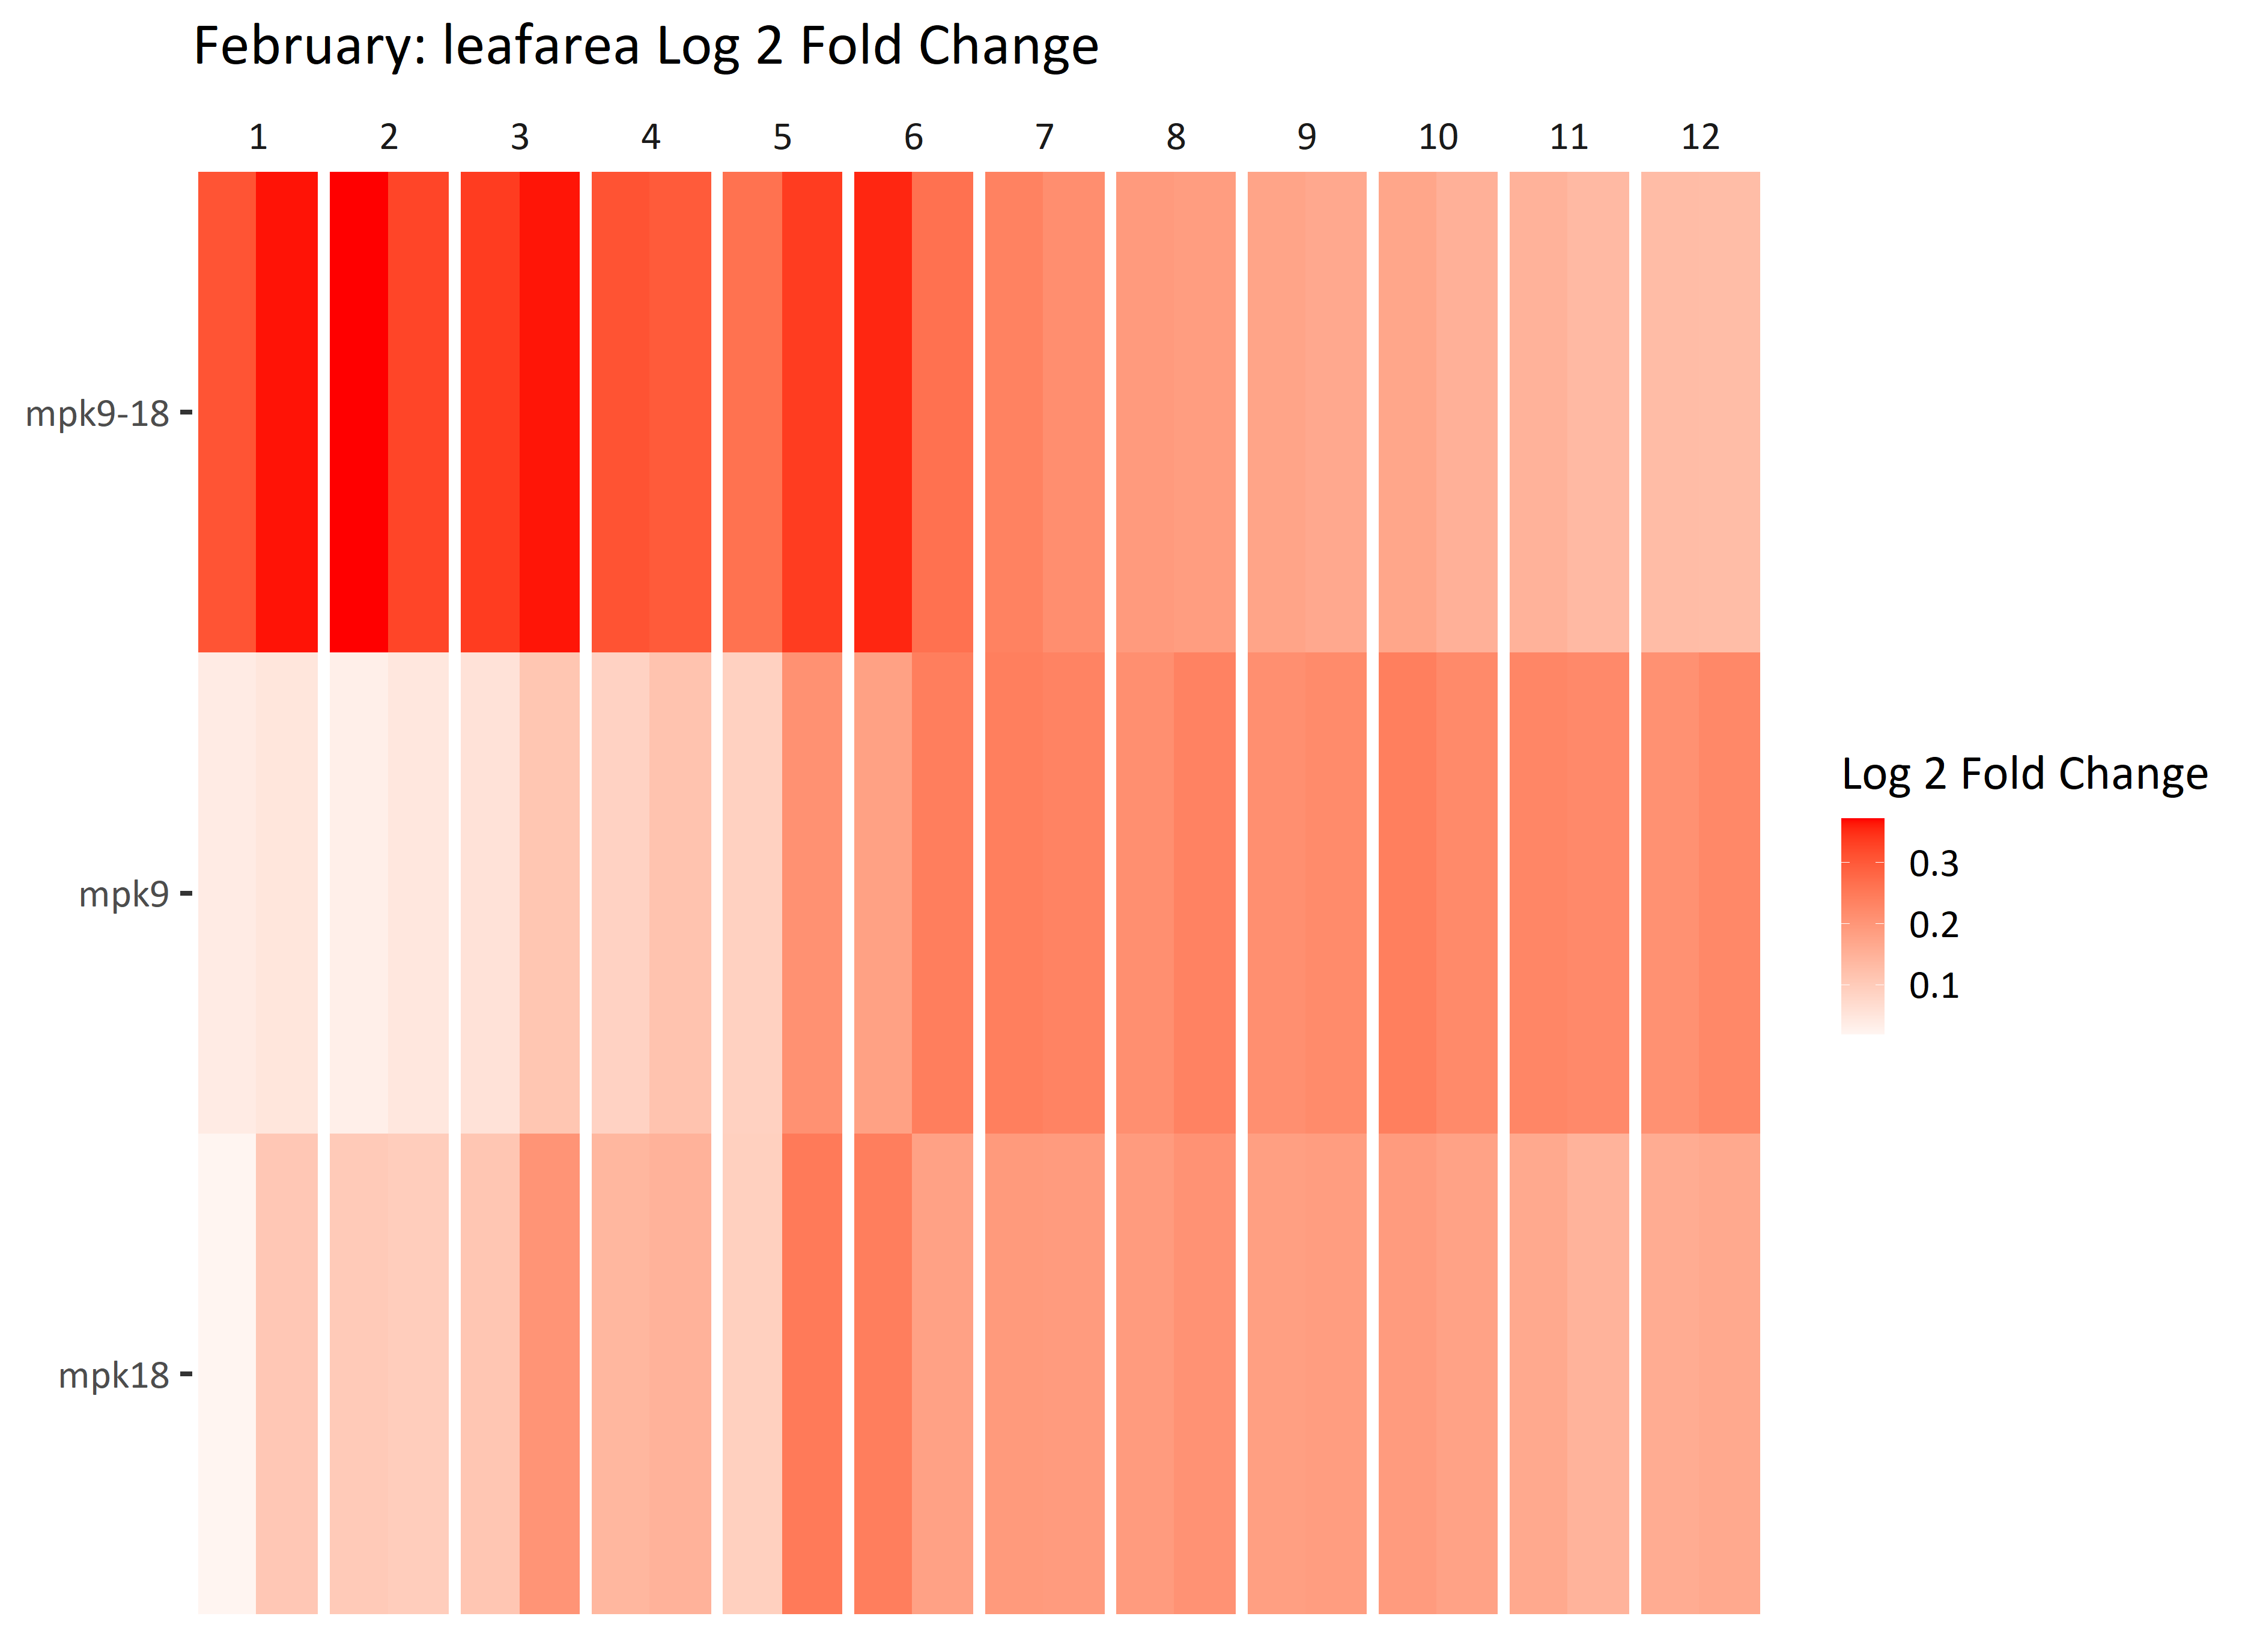 February: leafarea Log 2 Fold Change
1 2 3 4 5 6 7 8 9 10 11 12
mpk9-18
mpk9
mpk18
Log 2 Fold Change
0.3
0.2
0.1